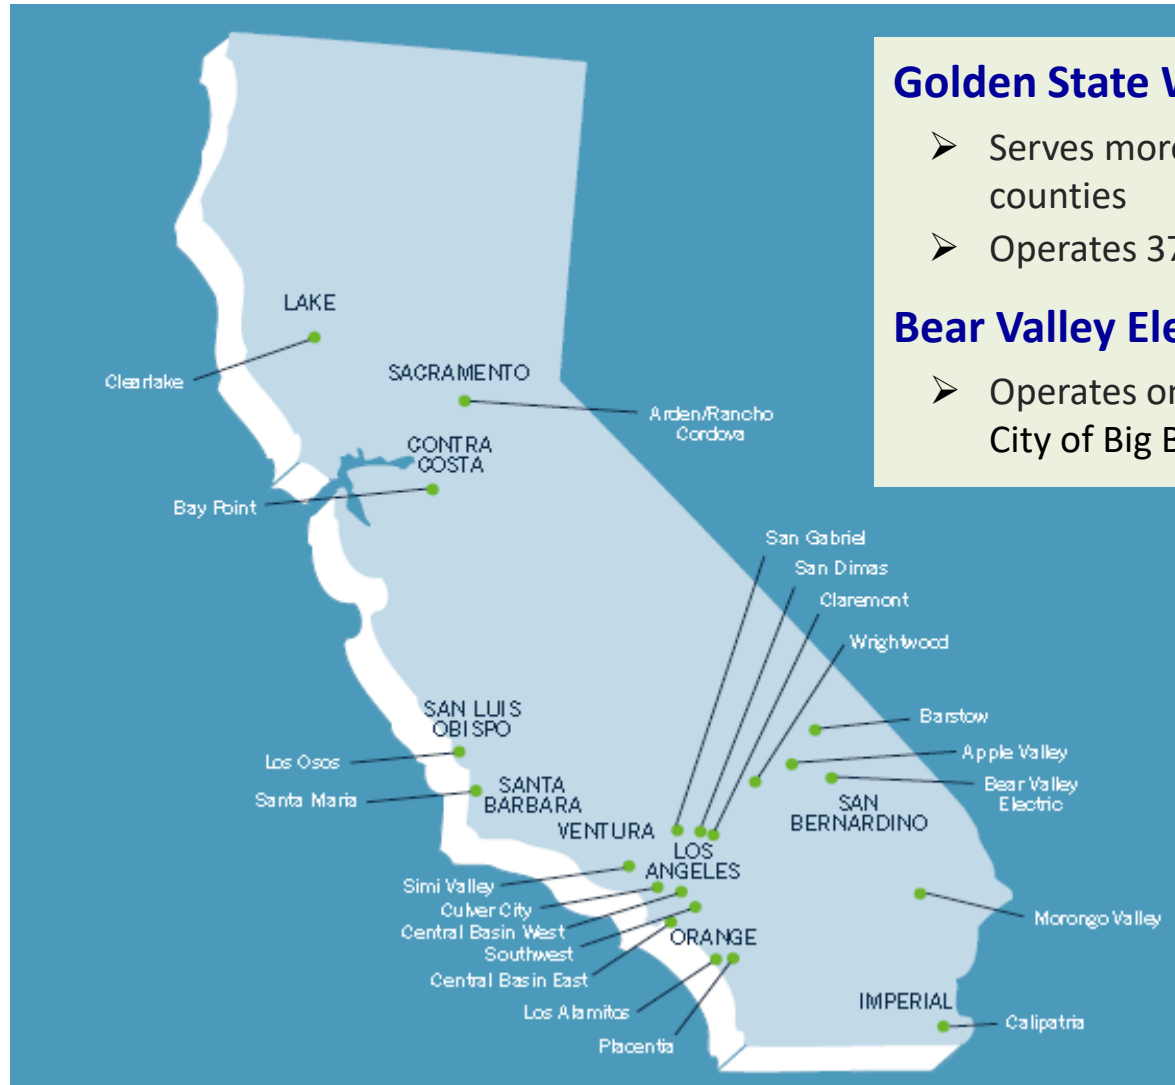 Golden State
Serves more
counties
Operates 37
Bear Valley Ele
Operates or
City of Big B
LAKE
Clearlake
SACRAMENTO
Arden/Rancho
Cordova
CONTRA
COSTA
Bay Point
San Gabriel
San Dimas
Claremont
Wrightwood
SAN LUIS
OBISPO
Los Osos
Barstow
Apple Valley
Santa Maria
SANTA
BARBARA
Bear Valley
Electric
SAN
BERNARDINO
VENTURA
LOS
ANGELES
Simi Valley
Culver City
Central Basin West
Southwest
Central Basin East
ORANGE
Morongo Valley
Los Alamitos
Placentia
IMPERIAL
Calipatria